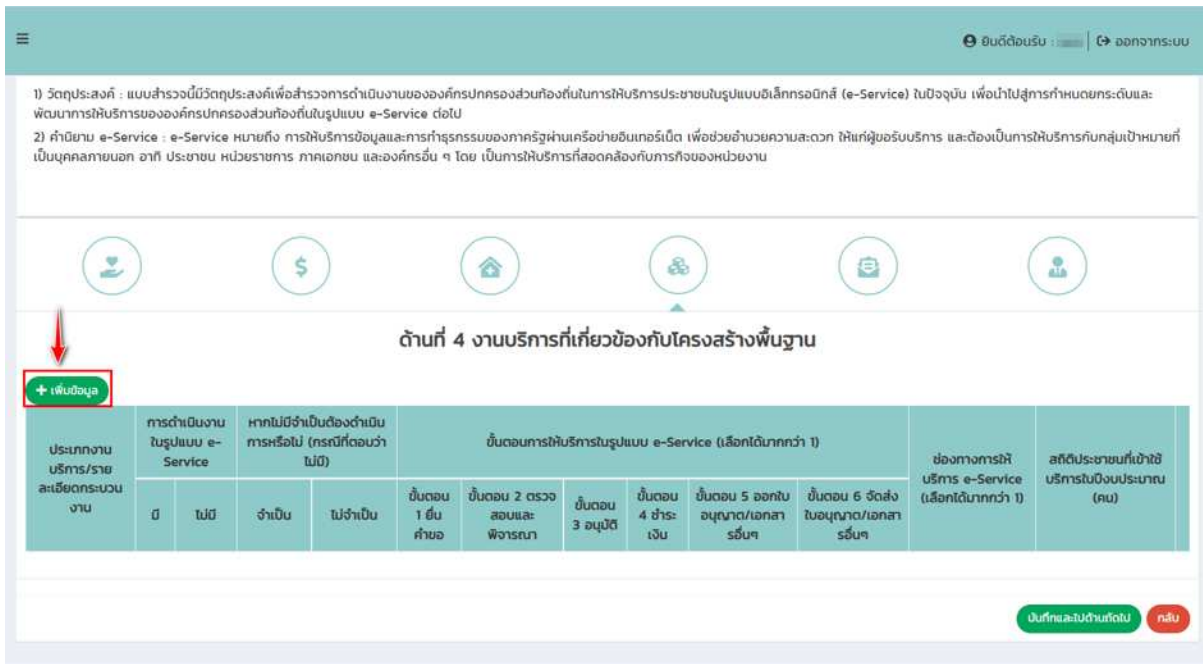 ยินดีต้อนรับ : ออกจากระบบ
1) วัตถุประสงค์ : แบบสำรวจนี้มีวัตถุประสงค์เพื่อสำรวจการดำเนินงานขององค์กรปกครองส่วนท้องถิ่นในการให้บริการประชาชนในรูปแบบอิเล็กทรอนิกส์ (e-Service) ในปัจจุบัน เพื่อนำไปสู่การกำหนดยกระดับและ
พัฒนาการให้บริการขององค์กรปกครองส่วนท้องถิ่นในรูปแบบ e-Service ต่อไป
2) คำนิยาม e-Service : e-Service หมายถึง การให้บริการข้อมูลและการทำธุรกรรมของภาครัฐผ่านเครือข่ายอินเทอร์เน็ต เพื่อช่วยอำนวยความสะดวก ให้แก่ผู้ขอรับบริการ และต้องเป็นการให้บริการกับกลุ่มเป้าหมายที่
เป็นบุคคลภายนอก อาทิ ประชาชน หน่วยราชการ ภาคเอกชน และองค์กรอื่น ๆ โดย เป็นการให้บริการที่สอดคล้องกับภารกิจของหน่วยงาน
ด้านที่ 4 งานบริการที่เกี่ยวข้องกับโครงสร้างพื้นฐาน
+ เพิ่มข้อมูล
ประเภทงาน
บริการ/ราย
ละเอียดกระบวน
งาน
การดำเนินงาน
ในรูปแบบ e-
Service
หากไม่มีจำเป็นต้องดำเนิน
การหรือไม่ (กรณีที่ตอบว่า
ไม่มี)
ขั้นตอนการให้บริการในรูปแบบ e-Service (เลือกได้มากกว่า 1)
ช่องทางการให้
บริการ e-Service
(เลือกได้มากกว่า 1)
สถิติประชาชนที่เข้าใช้
บริการในปีงบประมาณ
(คน)
มี
ไม่มี
จำเป็น
ไม่จำเป็น
ขั้นตอน
1 ยื่น
คำขอ
ขั้นตอน 2 ตรวจ
สอบและ
พิจารณา
ขั้นตอน
3 อนุมัติ
ขั้นตอน
4 ชำระ
เงิน
ขั้นตอน 5 ออกใบ
อนุญาต/เอกสา
รอื่นๆ
ขั้นตอน 6 จัดส่ง
ใบอนุญาต/เอกสา
รอื่นๆ
บันทึกและไปด้านถัดไป
กลับ